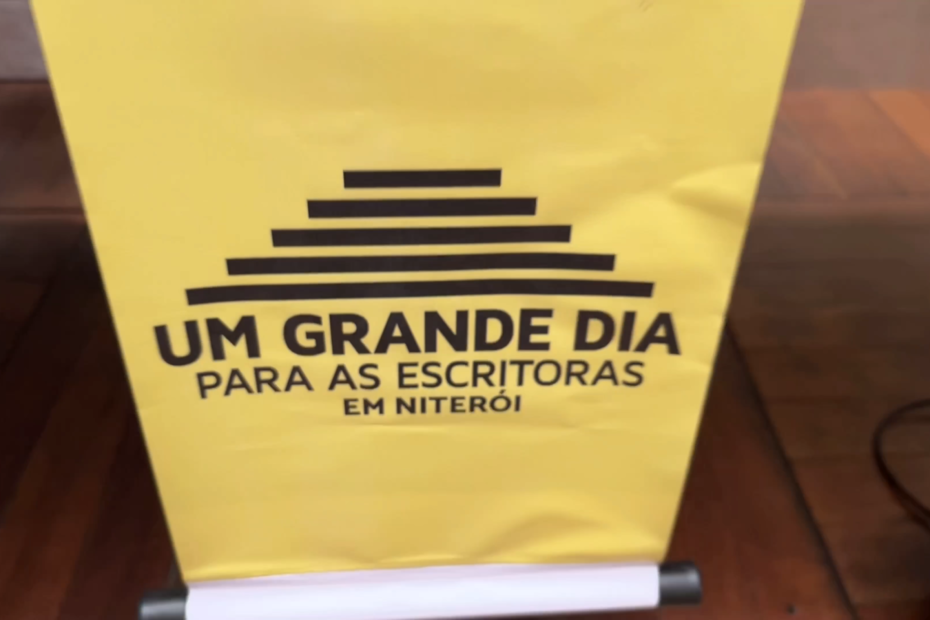 UM GRANDE DIA
PARA AS ESCRITORAS
EM NITERÓI